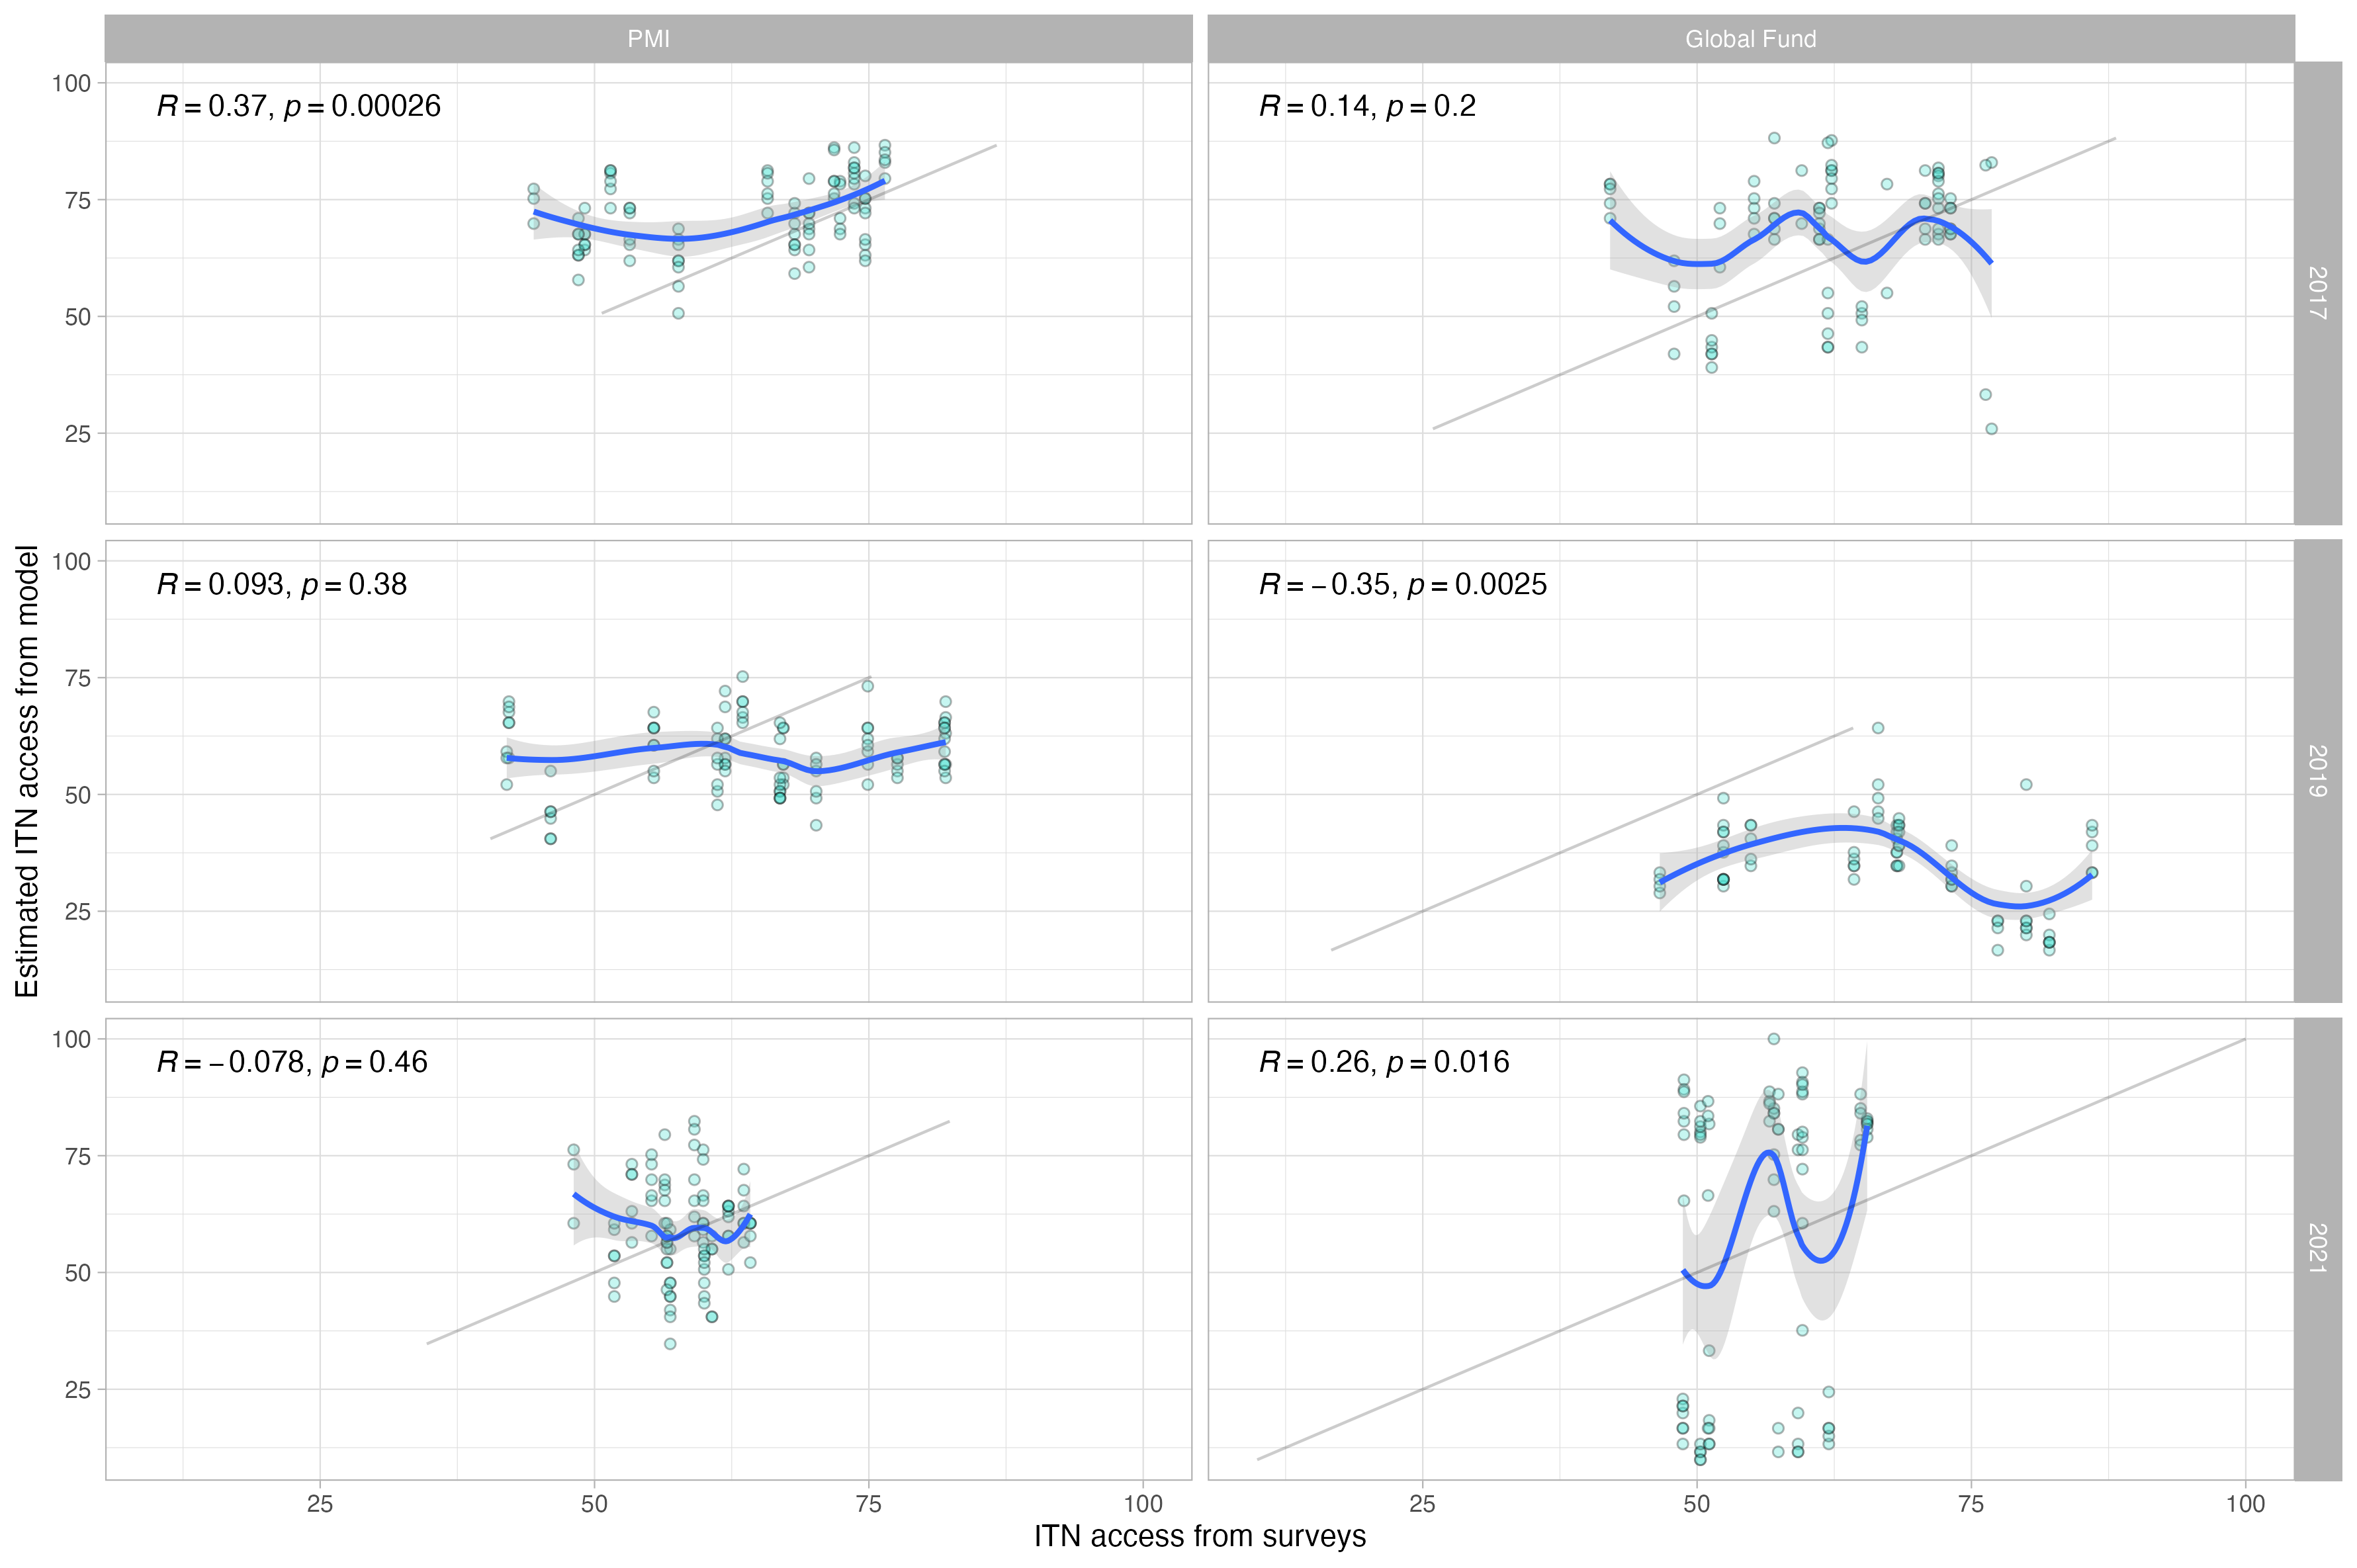 PMI
Global Fund
100
75
50
25
R = 0.37, p = 0.00026
R = 0.14, p = 0.2
2017
100
75
50
25
R = 0.093, p = 0.38
R = −0.35, p = 0.0025
2019
100
75
50
25
R = −0.078, p = 0.46
R = 0.26, p = 0.016
2021
25
50
75
100
25
50
75
100
ITN access from surveys
Estimated ITN access from model